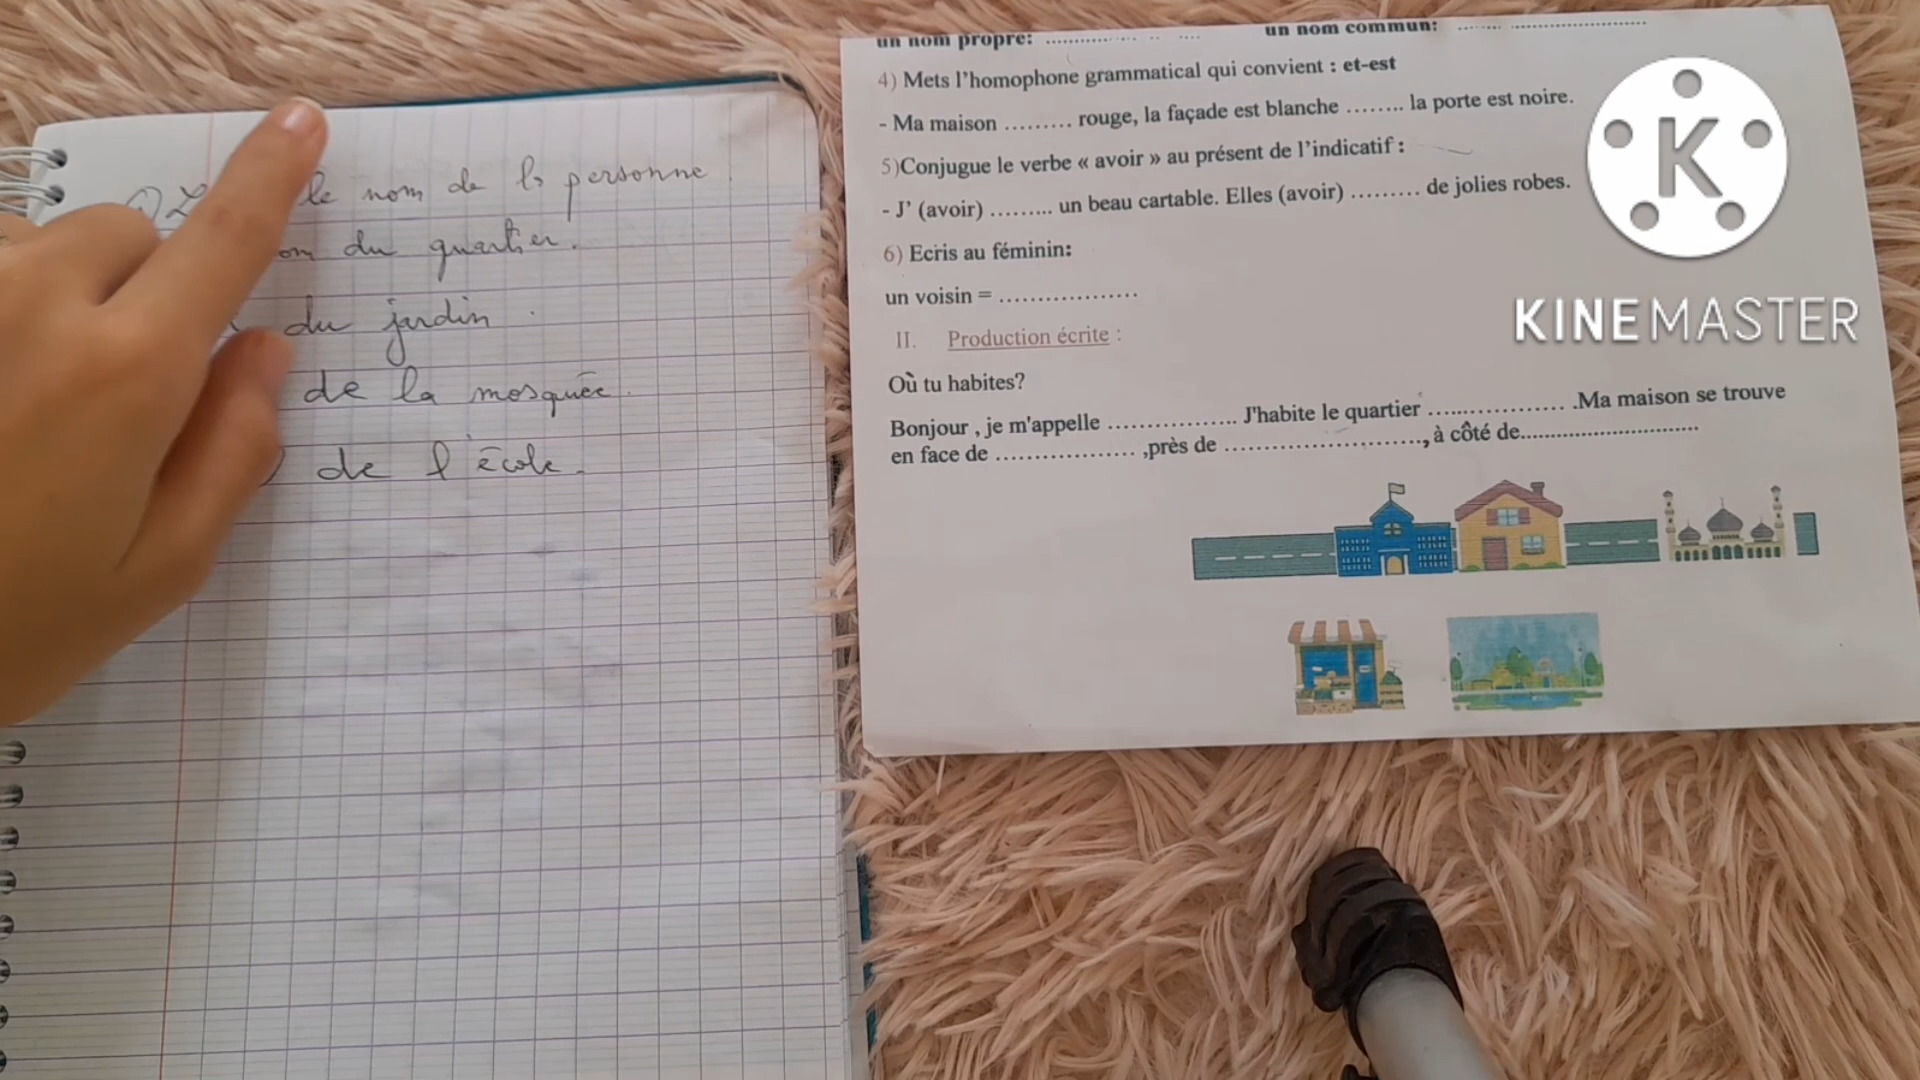 le nom de la personne
om du quartier.
du jardin.
de la mosquée.
de l'école.
un nom propre: .................... un nom commun: ..............................
4) Mets l'homophone grammatical qui convient : et-est
- Ma maison ......... rouge, la façade est blanche ........ la porte est noire.
5)Conjugue le verbe « avoir » au présent de l'indicatif :
- J' (avoir) ......... un beau cartable. Elles (avoir) ......... de jolies robes.
6) Ecris au féminin:
un voisin = ..................
II. Production écrite :
Où tu habites?
Bonjour , je m'appelle ................. J'habite le quartier .................. .Ma maison se trouve
en face de .................. ,près de ........................, à côté de..............................
K
KINEMASTER